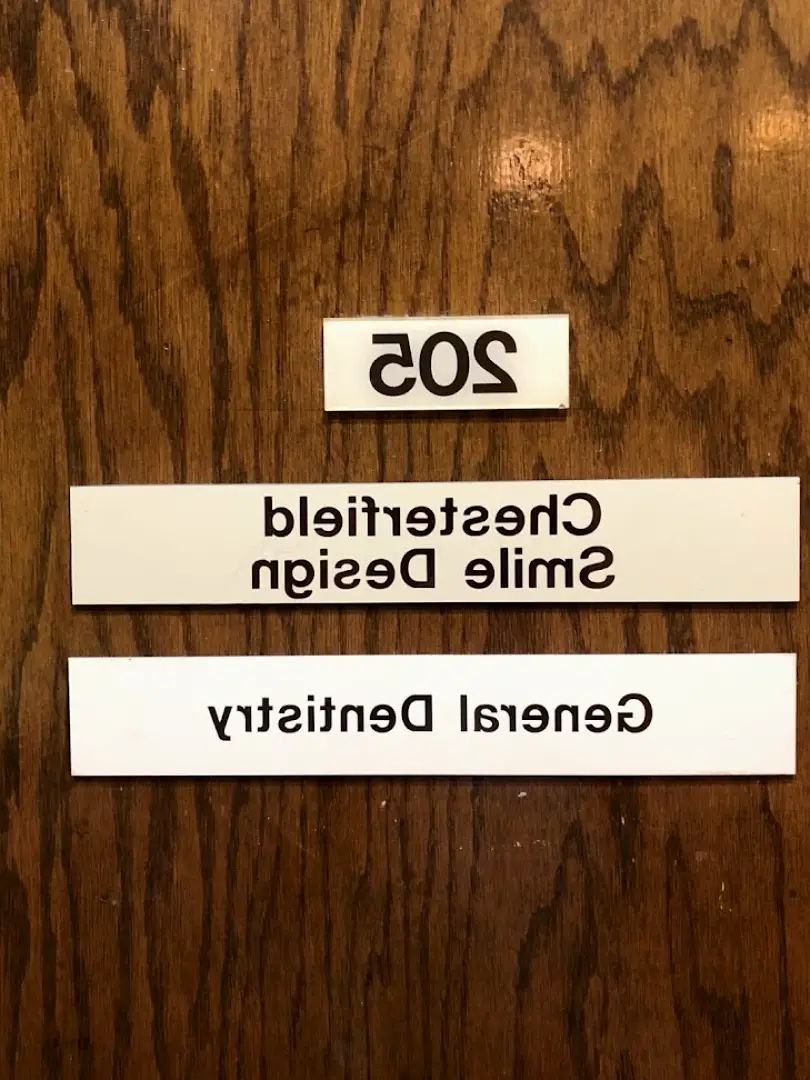 205
Chesterfield
Smile Design
General Dentistry